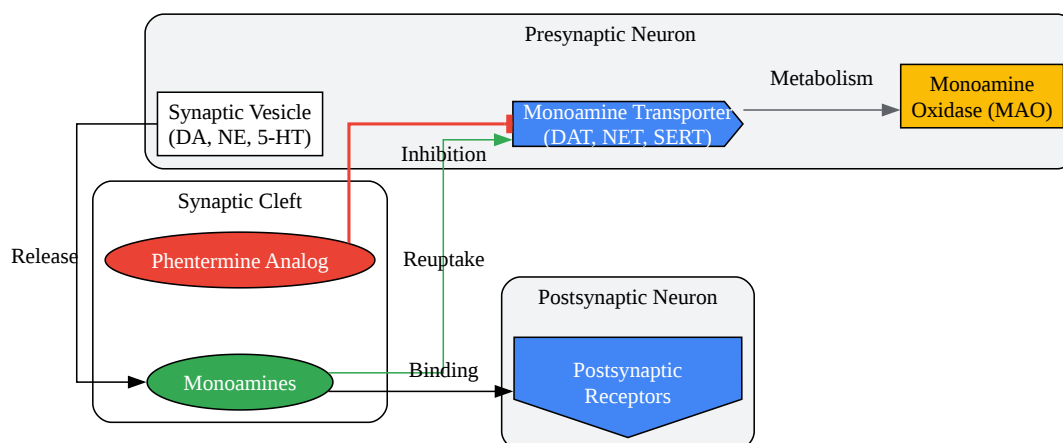 Presynaptic Neuron
Synaptic Vesicle
(DA, NE, 5-HT)
Monoamine Transporter
(DAT, NET, SERT)
Metabolism
Monoamine
Oxidase (MAO)
Inhibition
Synaptic Cleft
Release
Phentermine Analog
Reuptake
Monoamines
Binding
Postsynaptic Neuron
Postsynaptic
Receptors